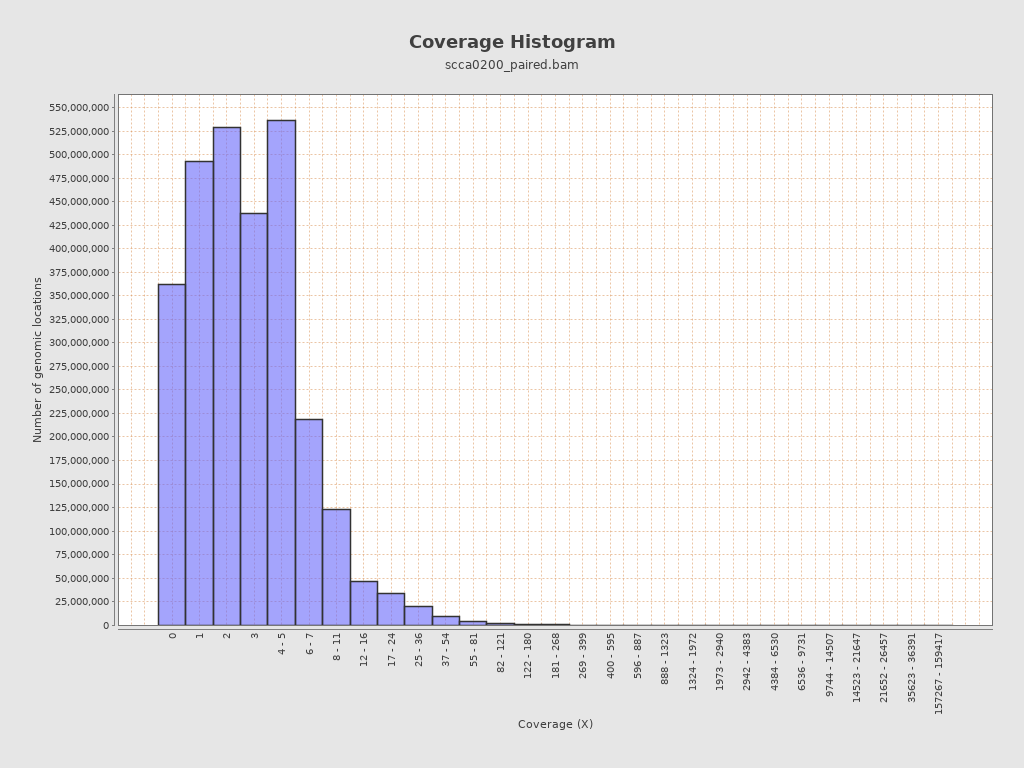 Coverage Histogram
scca0200_paired.bam
550,000,000
525,000,000
500,000,000
475,000,000
450,000,000
425,000,000
400,000,000
375,000,000
350,000,000
325,000,000
300,000,000
275,000,000
250,000,000
225,000,000
200,000,000
175,000,000
150,000,000
125,000,000
100,000,000
75,000,000
50,000,000
25,000,000
0
Number of genomic locations
0
1
2
3
4 - 5
6 - 7
8 - 11
12 - 16
17 - 24
25 - 36
37 - 54
55 - 81
82 - 121
122 - 180
181 - 268
269 - 399
400 - 595
596 - 887
888 - 1323
1324 - 1972
1973 - 2940
2942 - 4383
4384 - 6530
6536 - 9731
9744 - 14507
14523 - 21647
21652 - 26457
35623 - 36391
157267 - 159417
Coverage (X)